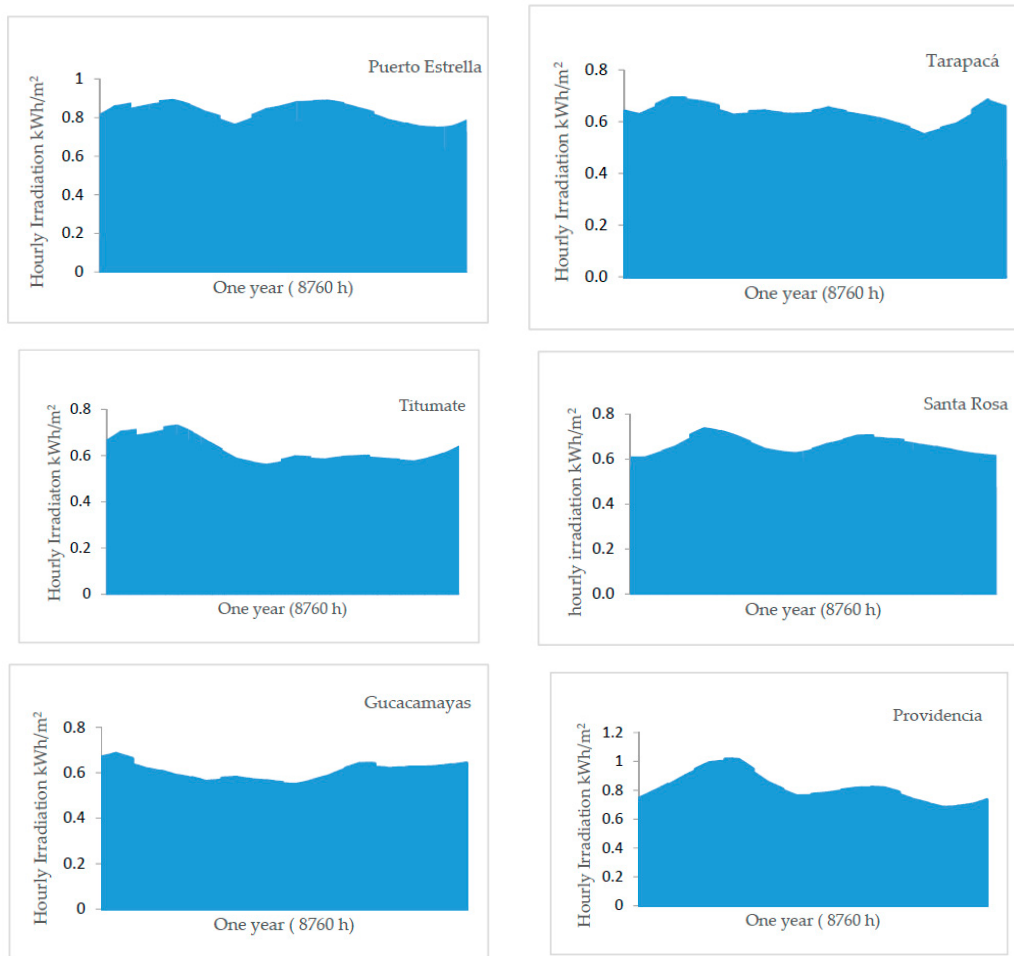 Puerto Estrella
Hourly Irradiation kWh/m²
1
0.8
0.6
0.4
0.2
0
One year ( 8760 h)
Tarapacá
Hourly Irradiation kWh/m²
0.8
0.6
0.4
0.2
0.0
One year (8760 h)
Titumate
Hourly Irradiaton kWh/m²
0.8
0.6
0.4
0.2
0
One year (8760 h)
Santa Rosa
hourly irradiation kWh/m²
0.8
0.6
0.4
0.2
0.0
One year (8760 h)
Gucacamayas
Hourly Irradiation kWh/m²
0.8
0.6
0.4
0.2
0
One year ( 8760 h)
Providencia
Hourly Irradiation kWh/m²
1.2
1
0.8
0.6
0.4
0.2
0
One year ( 8760 h)